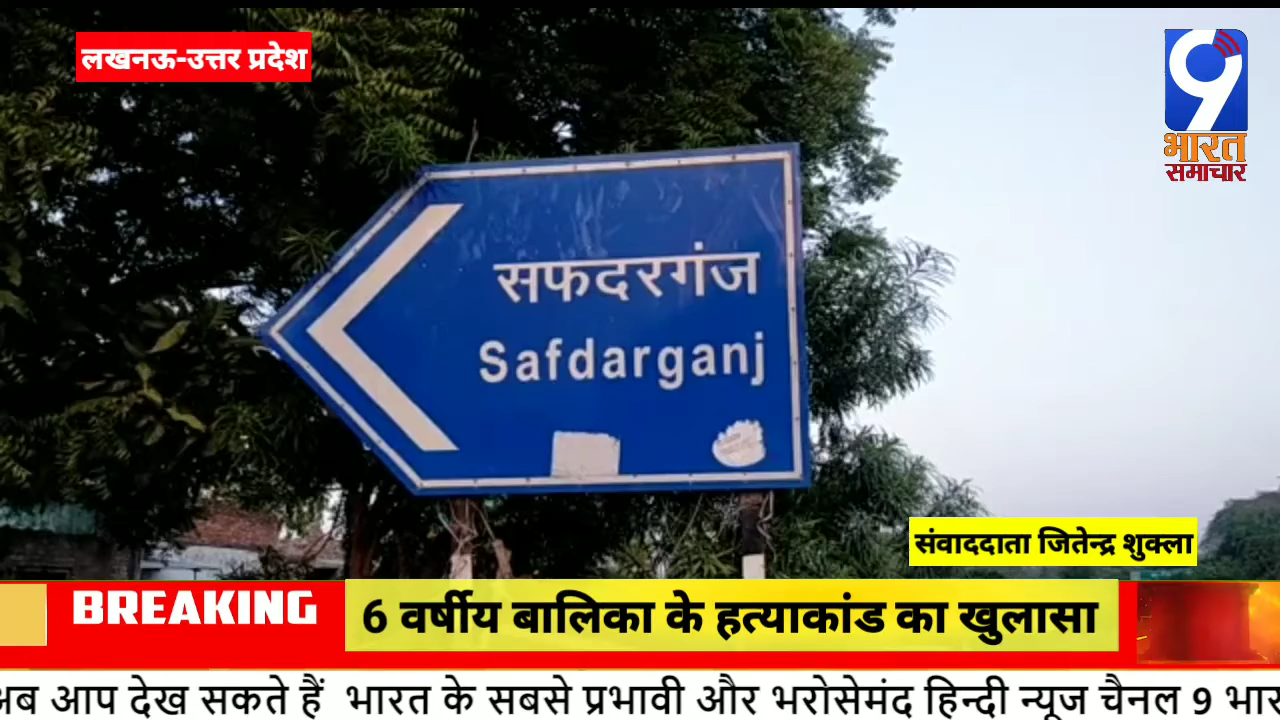 लखनऊ-उत्तर प्रदेश
9
भारत
समाचार
सफदरगंज
Safdarganj
संवाददाता जितेन्द्र शुक्ला
BREAKING
6 वर्षीय बालिका के हत्याकांड का खुलासा
अब आप देख सकते हैं भारत के सबसे प्रभावी और भरोसेमंद हिन्दी न्यूज चैनल 9